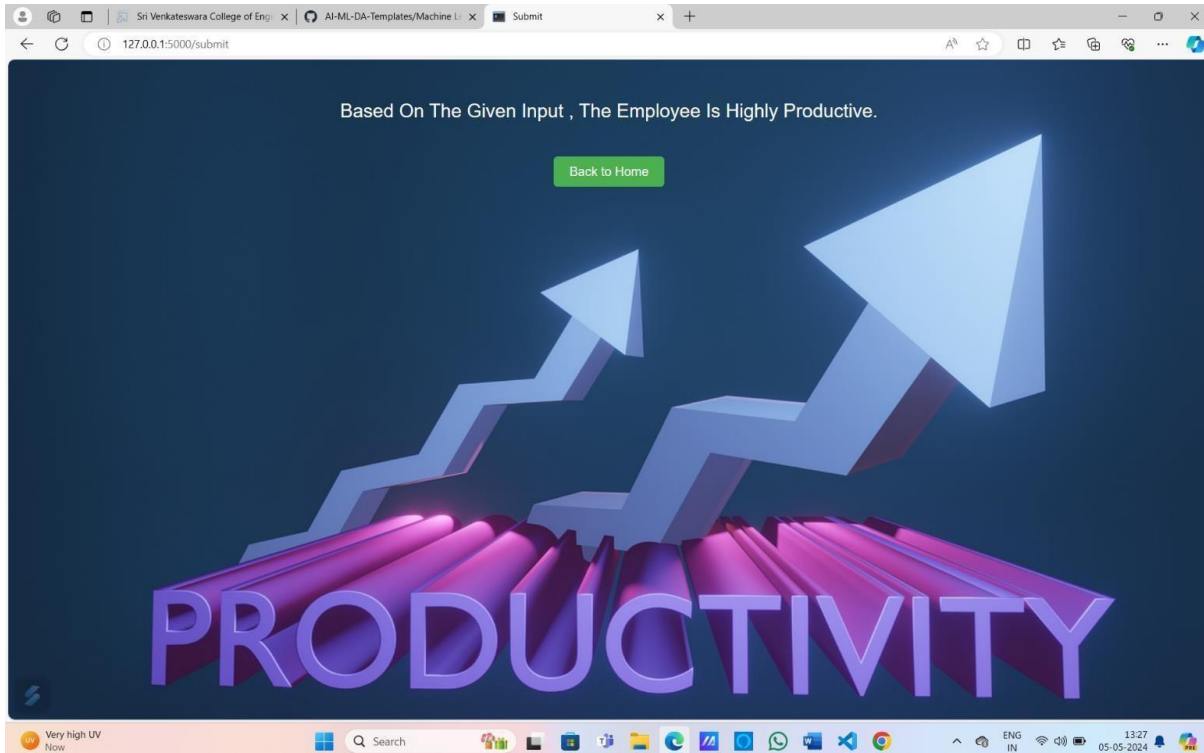 Sri Venkateswara College of Engi
AI-ML-DA-Templates/Machine Le
Submit
127.0.0.1:5000/submit
Based On The Given Input , The Employee Is Highly Productive.
Back to Home
PRODUCTIVITY
Very high UV
Now
Search
ENG
IN
13:27
05-05-2024